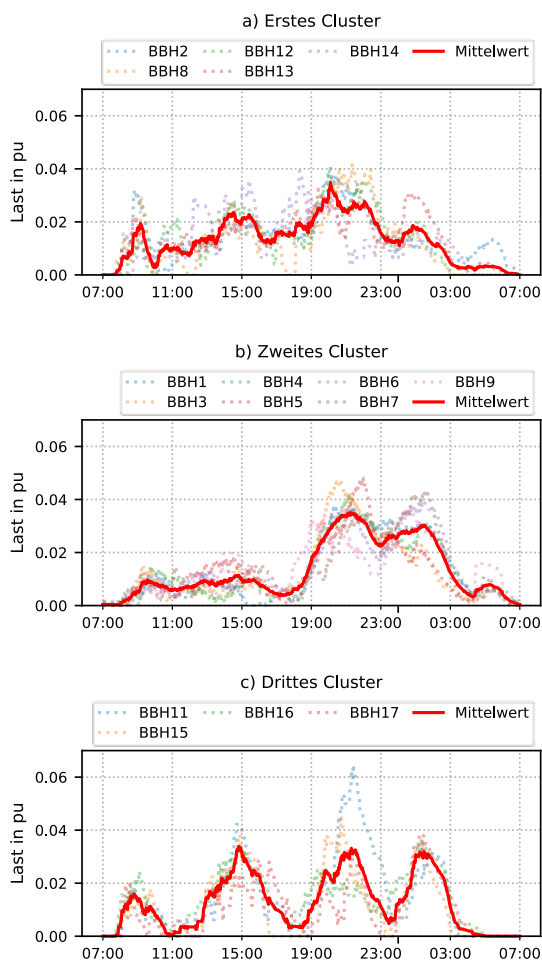 a) Erstes Cluster
BBH2 BBH12 BBH14 Mittelwert
BBH8 BBH13
Last in pu
0.06
0.04
0.02
0.00
07:00 11:00 15:00 19:00 23:00 03:00 07:00
b) Zweites Cluster
BBH1 BBH4 BBH6 BBH9
BBH3 BBH5 BBH7 Mittelwert
Last in pu
0.06
0.04
0.02
0.00
07:00 11:00 15:00 19:00 23:00 03:00 07:00
c) Drittes Cluster
BBH11 BBH16 BBH17 Mittelwert
BBH15
Last in pu
0.06
0.04
0.02
0.00
07:00 11:00 15:00 19:00 23:00 03:00 07:00